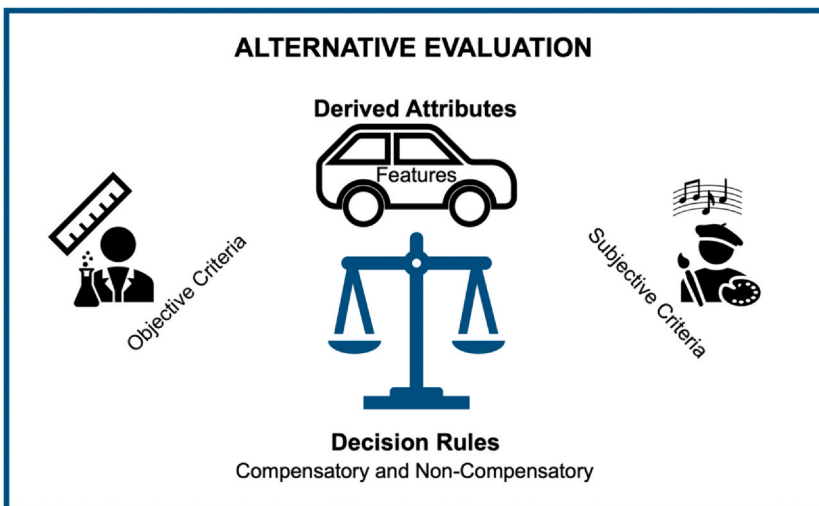 ALTERNATIVE EVALUATION
Derived Attributes
Features
Objective Criteria
Subjective Criteria
Decision Rules
Compensatory and Non-Compensatory